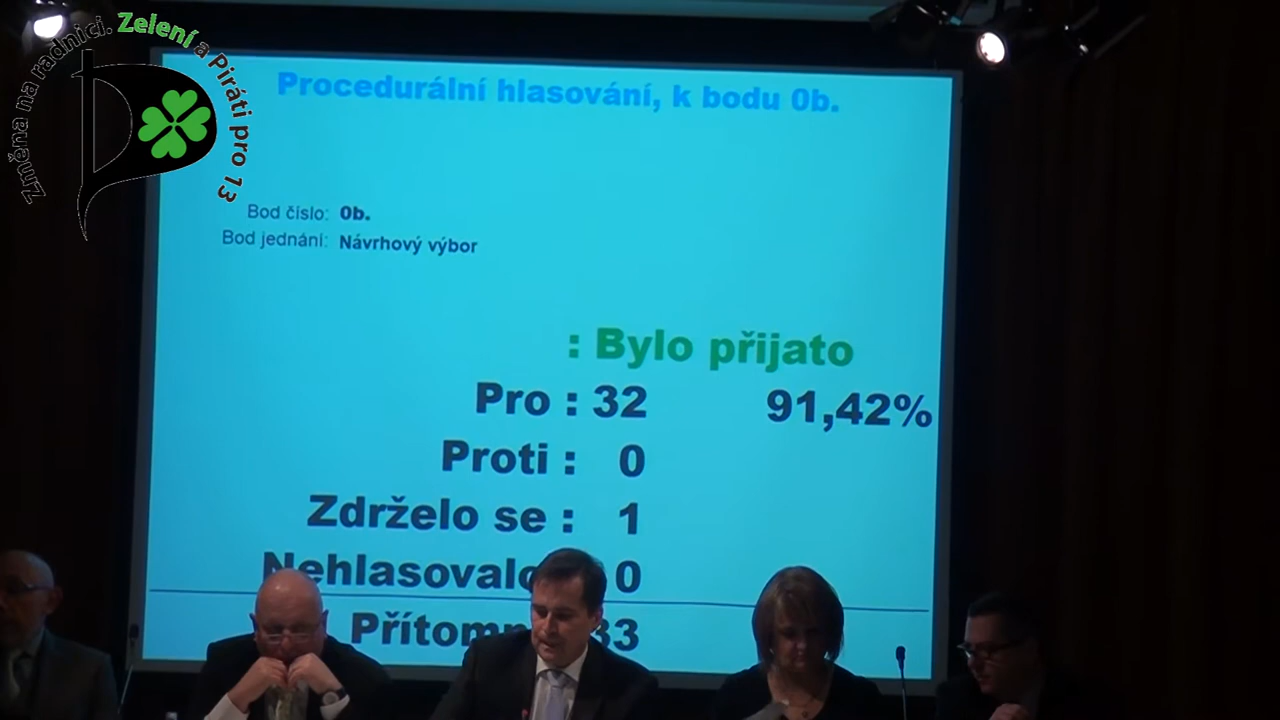 Změna na radnici. Zelení a Piráti pro 13
Procedurální hlasování, k bodu 0b.
Bod číslo: 0b.
Bod jednání: Návrhový výbor
: Bylo přijato
Pro : 32 91,42%
Proti : 0
Zdrželo se : 1
Nehlasovalo 0
33